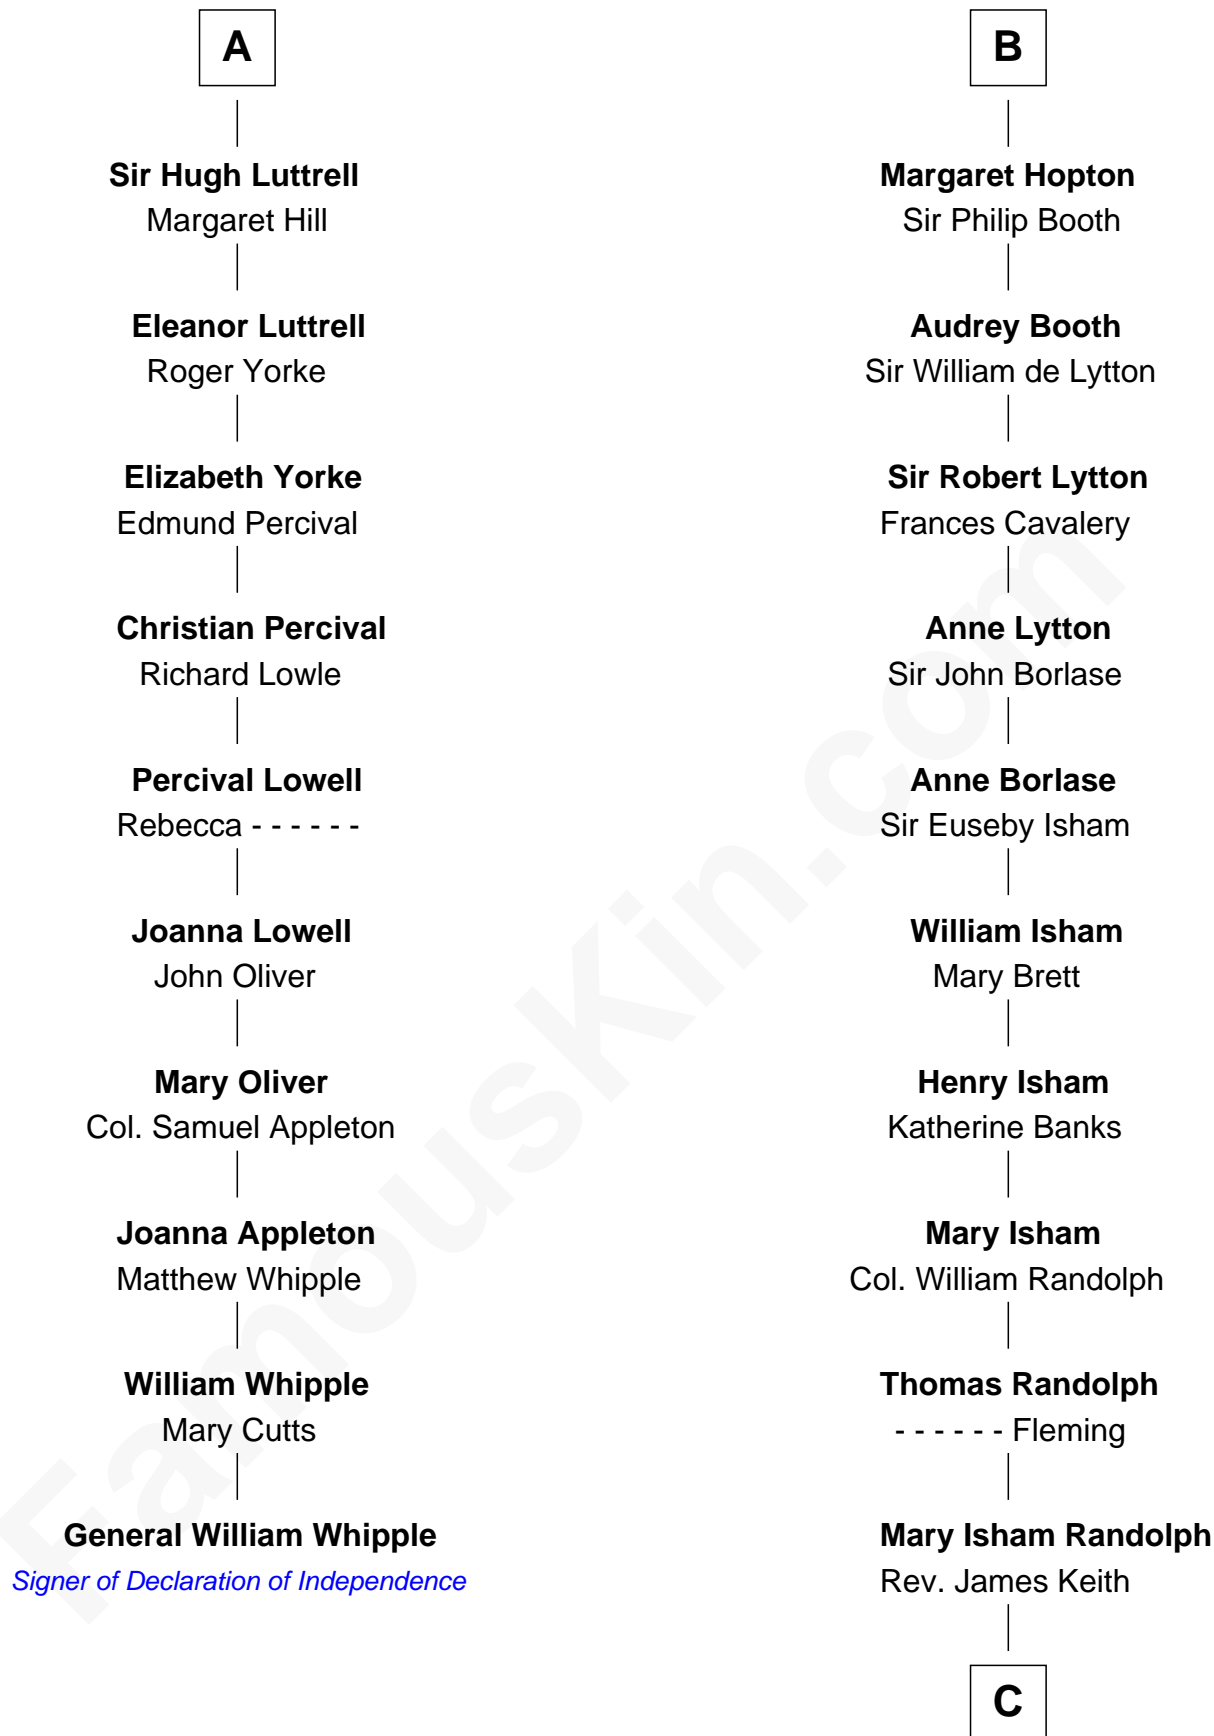 A
Sir Hugh Luttrell
Margaret Hill
Eleanor Luttrell
Roger Yorke
Elizabeth Yorke
Edmund Percival
Christian Percival
Richard Lowle
Percival Lowell
Rebecca - - - - - -
Joanna Lowell
John Oliver
Mary Oliver
Col. Samuel Appleton
Joanna Appleton
Matthew Whipple
William Whipple
Mary Cutts
General William Whipple
Signer of Declaration of Independence
B
Margaret Hopton
Sir Philip Booth
Audrey Booth
Sir William de Lytton
Sir Robert Lytton
Frances Cavalery
Anne Lytton
Sir John Borlase
Anne Borlase
Sir Euseby Isham
William Isham
Mary Brett
Henry Isham
Katherine Banks
Mary Isham
Col. William Randolph
Thomas Randolph
- - - - - - Fleming
Mary Isham Randolph
Rev. James Keith
C
FamousKin.com